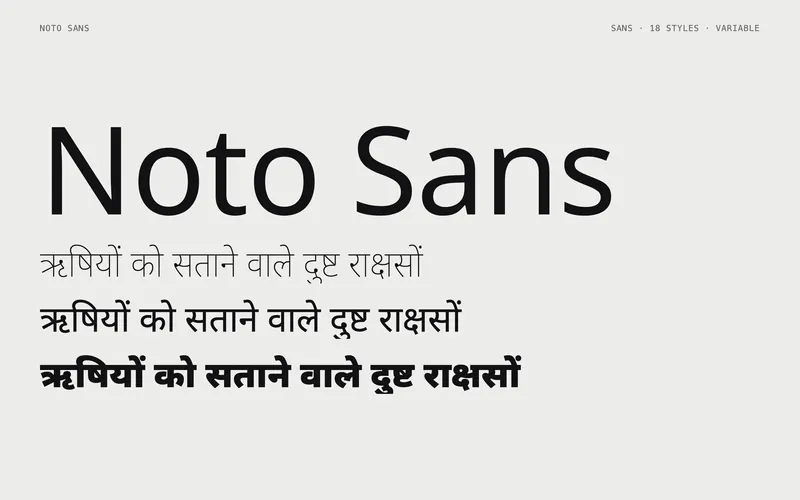 NOTO SANS
SANS · 18 STYLES · VARIABLE
Noto Sans
ऋषियों को सताने वाले दुष्ट राक्षसों
ऋषियों को सताने वाले दुष्ट राक्षसों
ऋषियों को सताने वाले दुष्ट राक्षसों